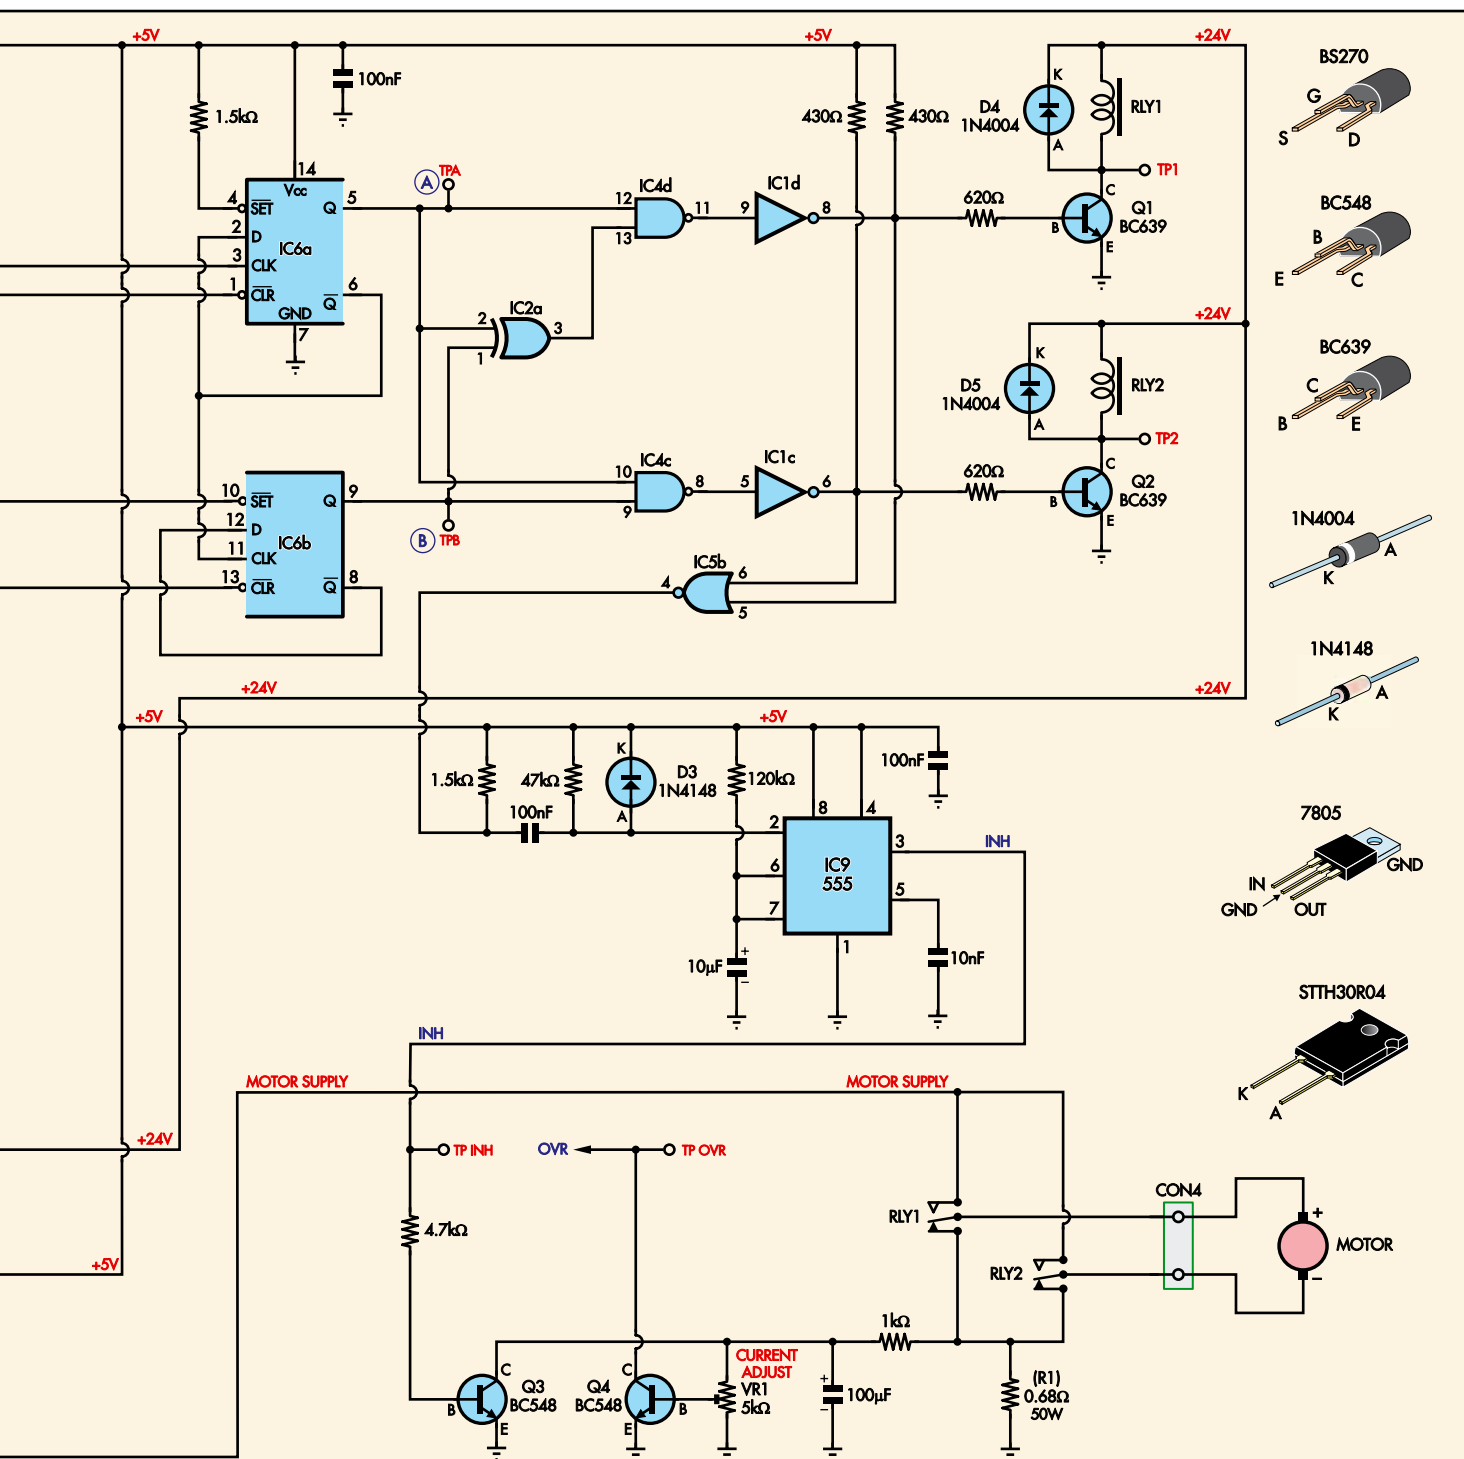 +5V
+5V
+24V
BS270
G
S
D
100nF
1.5kΩ
430Ω
430Ω
K
D4
1N4004
A
RLY1
TP1
14
Vcc
4
SET
Q
5
2
D
IC6a
3
CLK
1
CLR
Q
6
GND
7
A
TPA
IC4d
12
13
11
IC1d
9
8
620Ω
C
Q1
BC639
B
E
BC548
B
E
C
IC2a
2
1
3
+24V
K
D5
1N4004
A
RLY2
TP2
BC639
C
B
E
IC4c
10
9
8
IC1c
5
6
620Ω
C
Q2
BC639
B
E
10
SET
Q
9
12
D
IC6b
11
CLK
13
CLR
Q
8
B
TPB
IC5b
4
6
5
1N4004
A
K
1N4148
A
K
+24V
+24V
+5V
+5V
1.5kΩ
47kΩ
100nF
K
D3
1N4148
A
120kΩ
100nF
8
4
2
6
7
IC9
555
3
5
1
INH
10µF
+
−
10nF
7805
IN
GND
OUT
GND
STTH30R04
K
A
INH
MOTOR SUPPLY
MOTOR SUPPLY
+24V
TP INH
OVR
TP OVR
4.7kΩ
+5V
RLY1
RLY2
CON4
+
MOTOR
−
1kΩ
C
Q3
BC548
B
E
C
Q4
BC548
B
E
CURRENT
ADJUST
VR1
5kΩ
+
100µF
−
(R1)
0.68Ω
50W